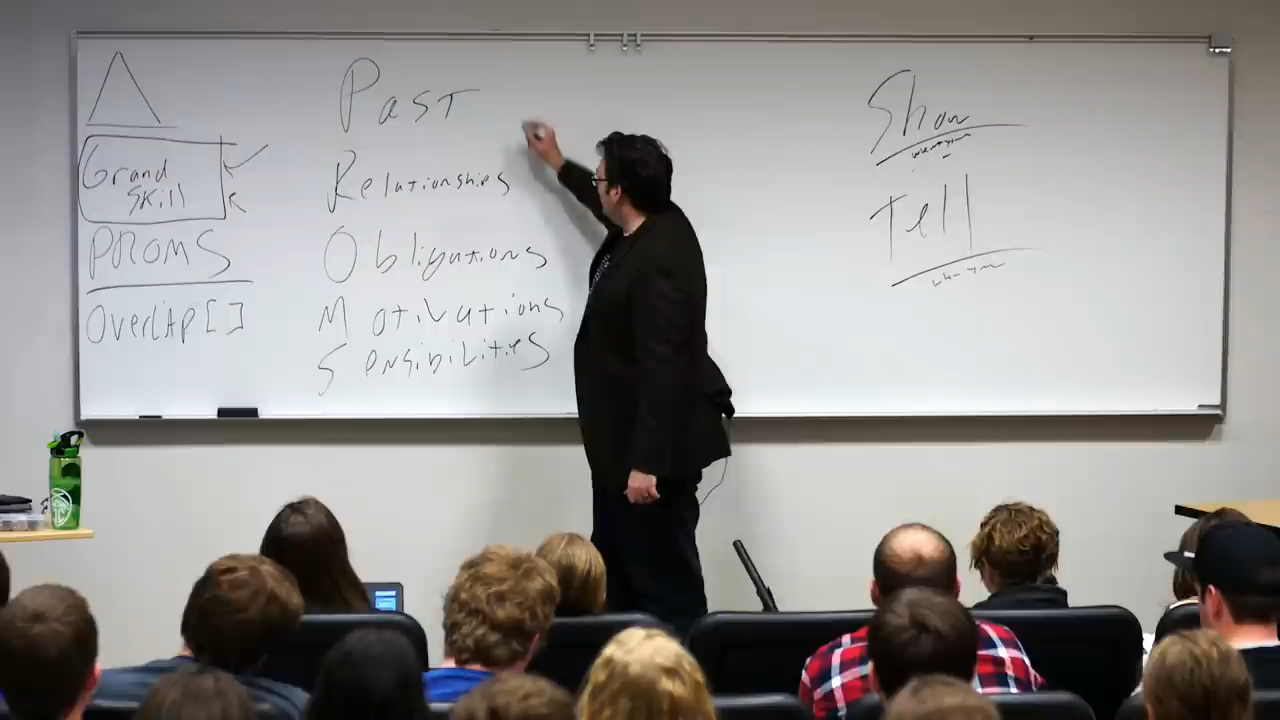 Grand
Skill
PROMS
OverlAp[]
Past
Relationships
Obligations
Motivations
Sensibilities
Show
Tell